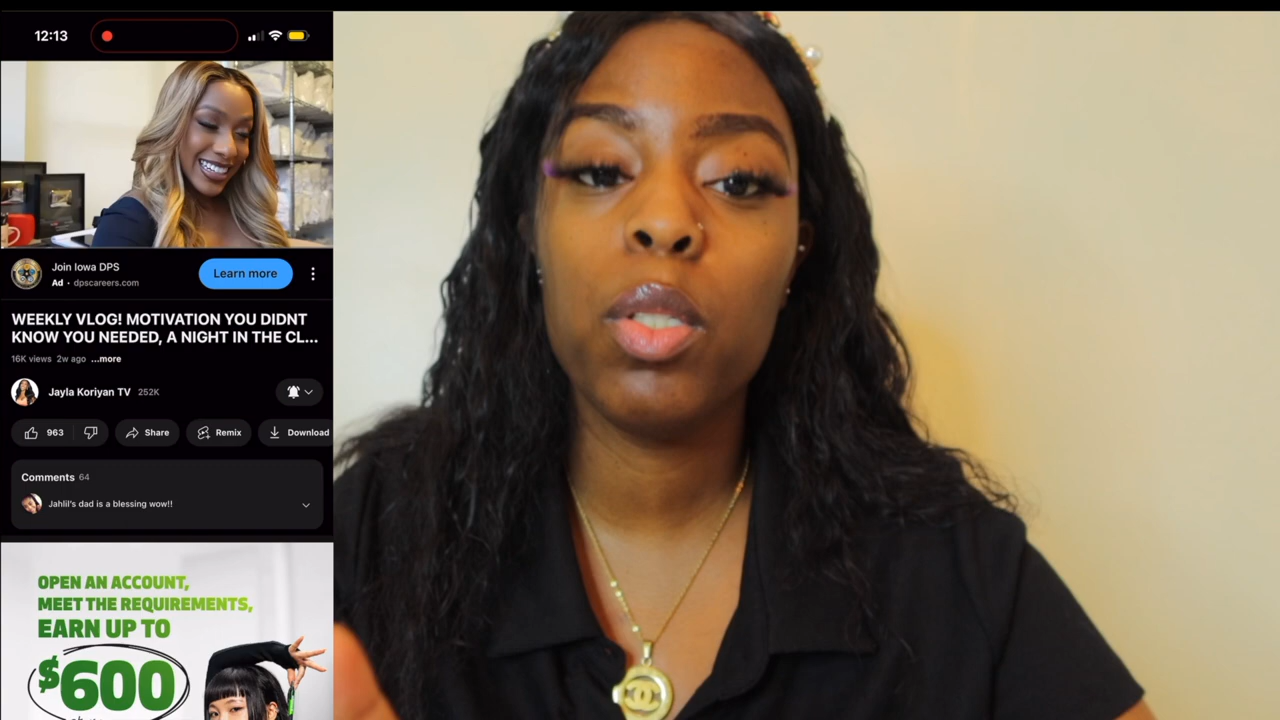 12:13
Join Iowa DPS
Learn more
Ad · dpscareers.com
WEEKLY VLOG! MOTIVATION YOU DIDNT
KNOW YOU NEEDED, A NIGHT IN THE CL...
16K views 2w ago ...more
Jayla Koriyan TV 252K
963 Share Remix Download
Comments 64
Jahlil's dad is a blessing wow!!
OPEN AN ACCOUNT,
MEET THE REQUIREMENTS,
EARN UP TO
$600